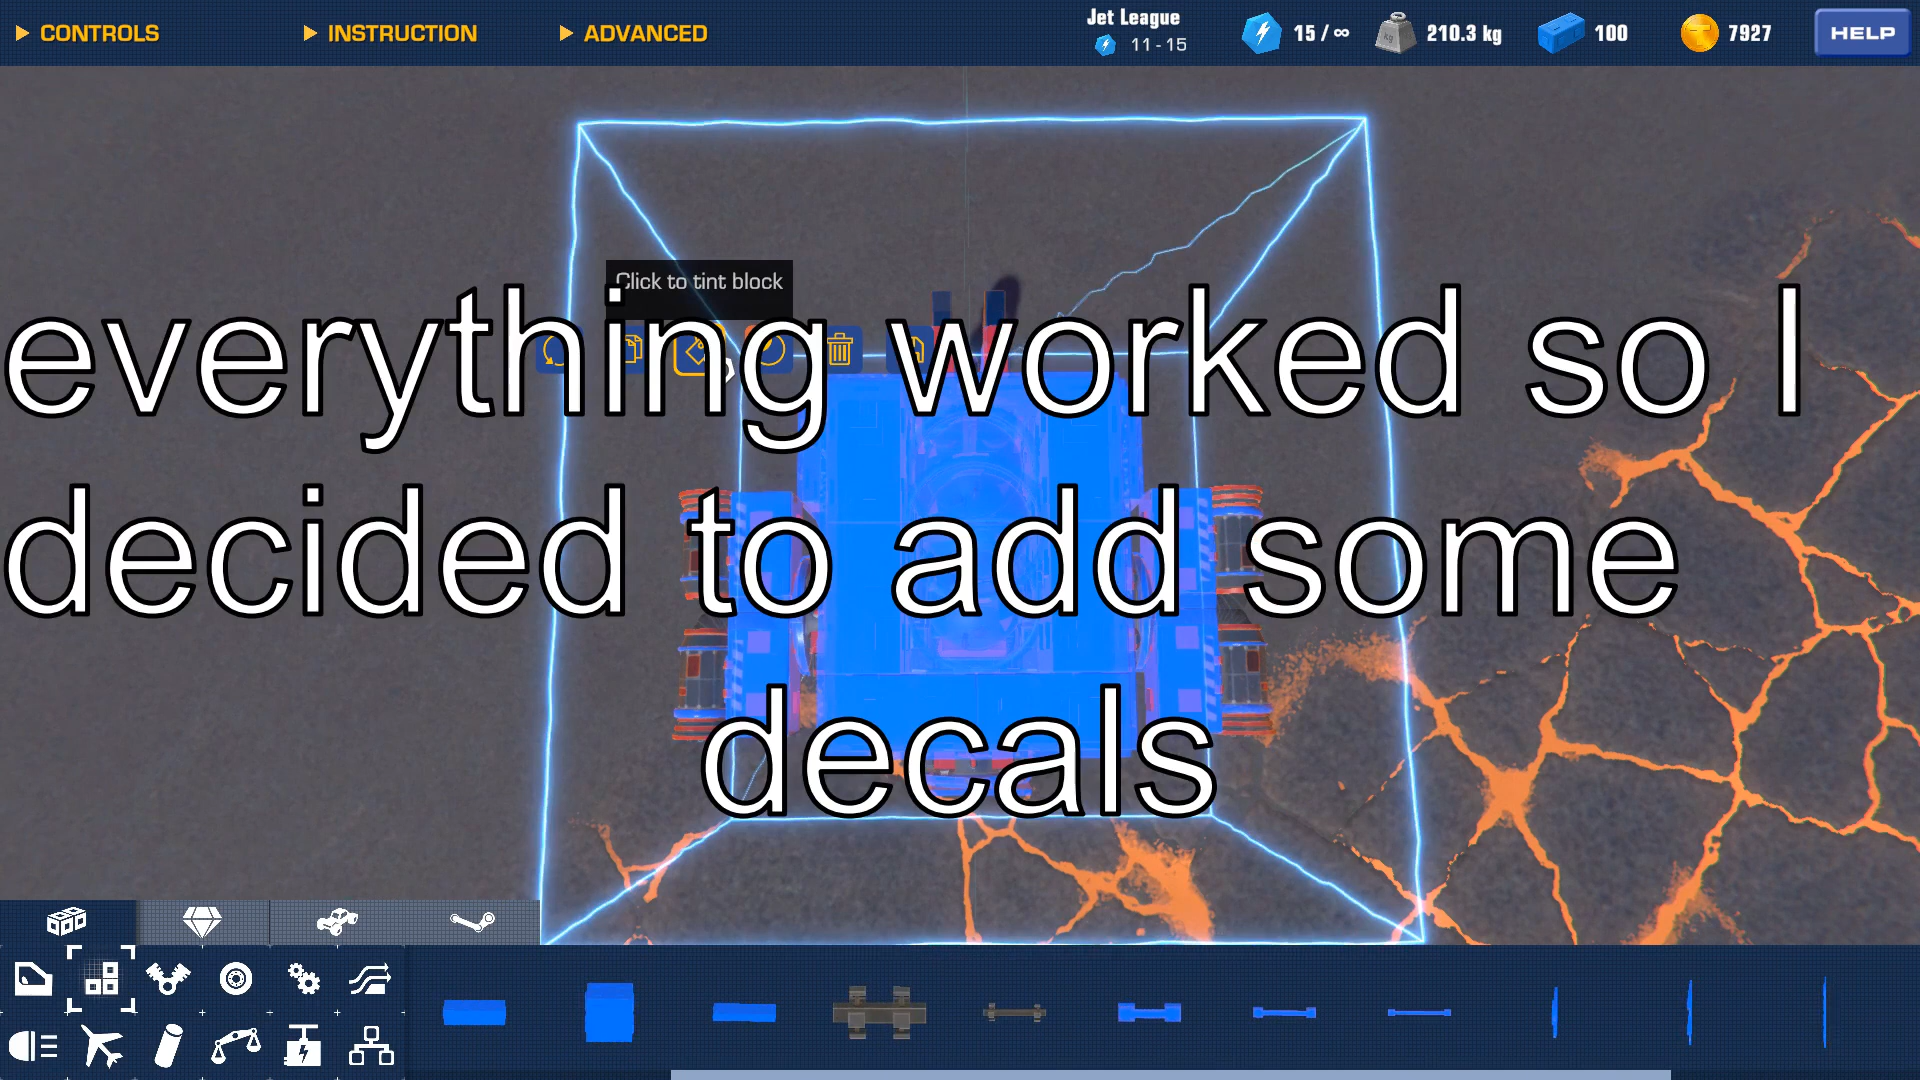 CONTROLS
INSTRUCTION
ADVANCED
Jet League
11 - 15
15 / ∞
kg
210.3 kg
100
7927
HELP
Click to tint block
everything worked so I
decided to add some
decals